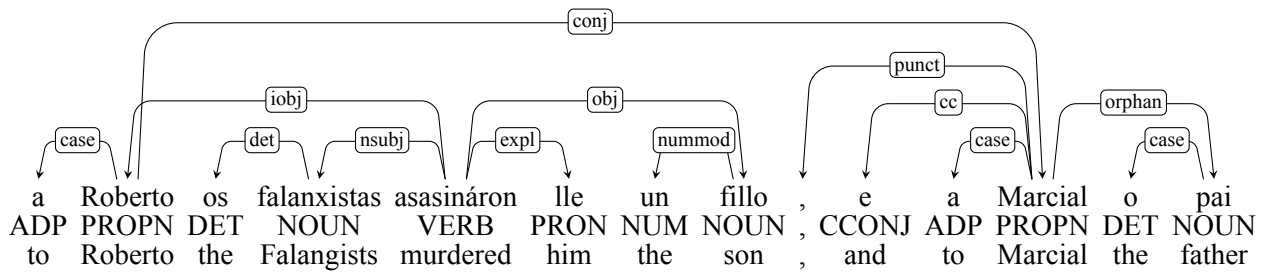 conj
punct
iobj obj cc orphan
case det nsubj expl nummod case case
a Roberto os falanxistas asasináron lle un fillo , e a Marcial o pai
ADP PROPN DET NOUN VERB PRON NUM NOUN , CCONJ ADP PROPN DET NOUN
to Roberto the Falangists murdered him the son , and to Marcial the father